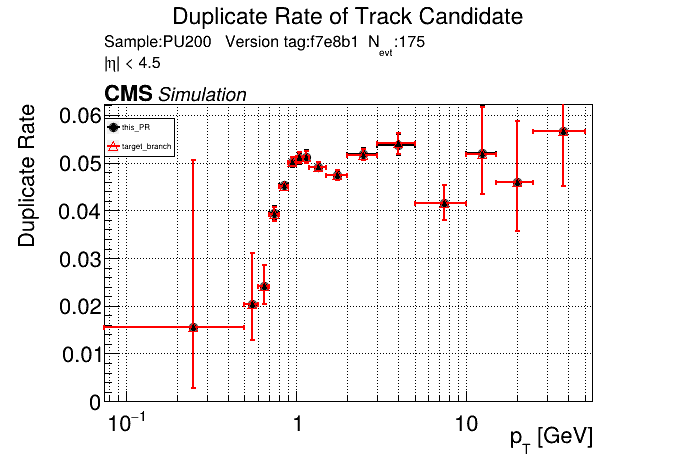 Duplicate Rate of Track Candidate
Sample:PU200 Version tag:f7e8b1 N_evt:175
|η| < 4.5
CMS Simulation
this_PR
target_branch
Duplicate Rate
0.06
0.05
0.04
0.03
0.02
0.01
0
10⁻¹ 1 10
p_T [GeV]